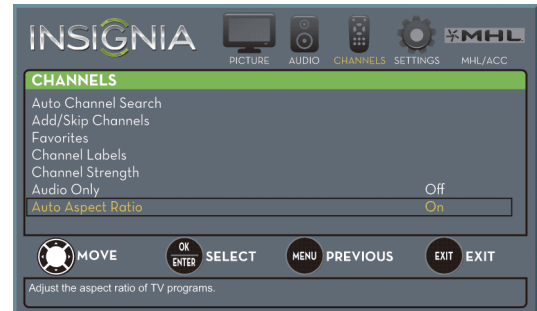 INSIGNIA
MHL
PICTURE AUDIO CHANNELS SETTINGS MHL/ACC
CHANNELS
Auto Channel Search
Add/Skip Channels
Favorites
Channel Labels
Channel Strength
Audio Only Off
Auto Aspect Ratio On
MOVE OK ENTER SELECT MENU PREVIOUS EXIT EXIT
Adjust the aspect ratio of TV programs.